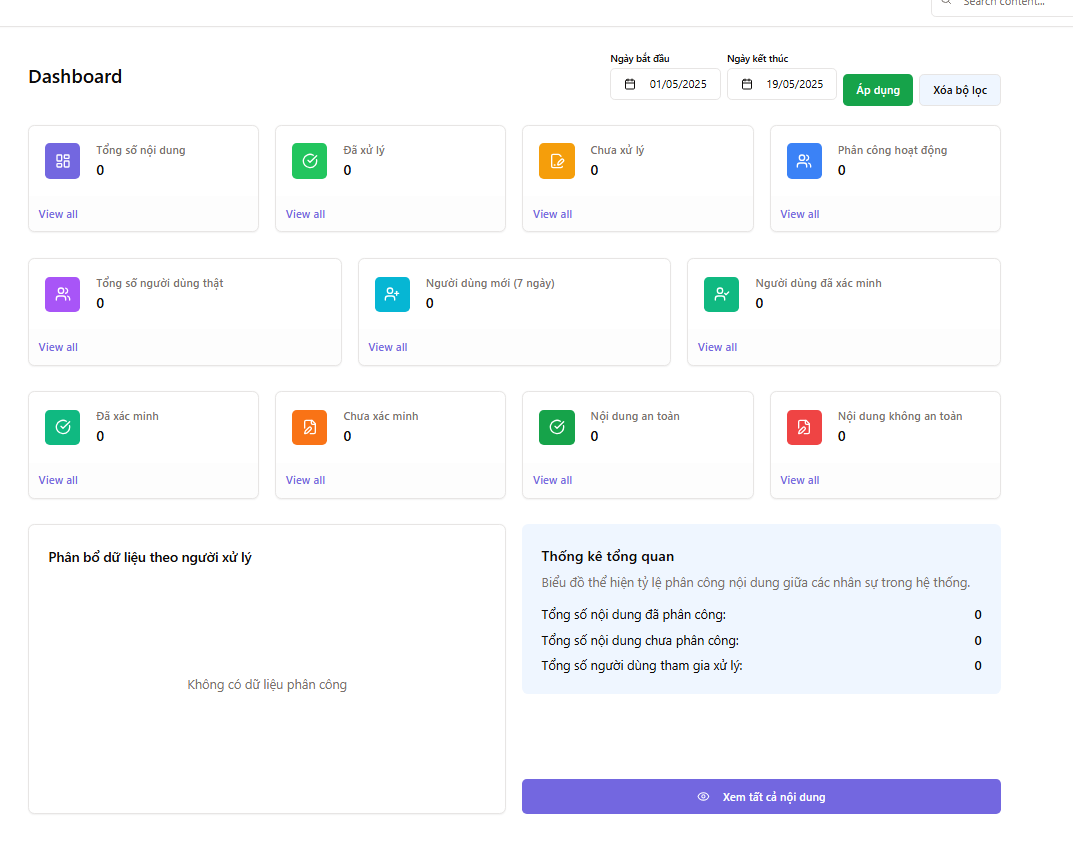 Search content...
Dashboard
Ngày bắt đầu
Ngày kết thúc
01/05/2025
19/05/2025
Áp dụng
Xóa bộ lọc
Tổng số nội dung
0
View all
Đã xử lý
0
View all
Chưa xử lý
0
View all
Phân công hoạt động
0
View all
Tổng số người dùng thật
0
View all
Người dùng mới (7 ngày)
0
View all
Người dùng đã xác minh
0
View all
Đã xác minh
0
View all
Chưa xác minh
0
View all
Nội dung an toàn
0
View all
Nội dung không an toàn
0
View all
Phân bổ dữ liệu theo người xử lý
Không có dữ liệu phân công
Thống kê tổng quan
Biểu đồ thể hiện tỷ lệ phân công nội dung giữa các nhân sự trong hệ thống.
Tổng số nội dung đã phân công: 0
Tổng số nội dung chưa phân công: 0
Tổng số người dùng tham gia xử lý: 0
Xem tất cả nội dung